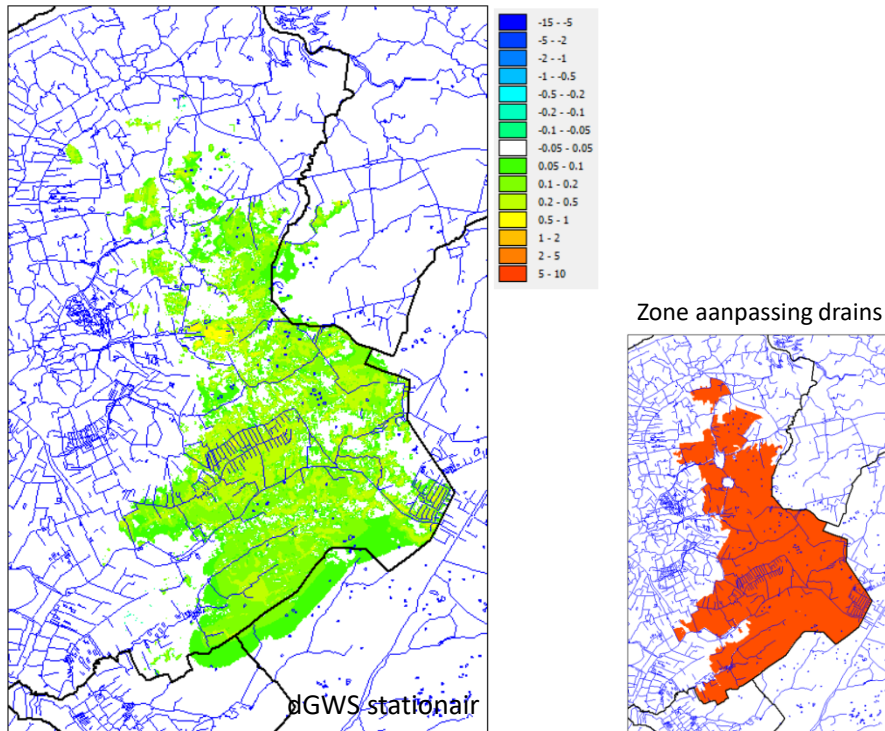 -15 - -5
-5 - -2
-2 - -1
-1 - -0.5
-0.5 - -0.2
-0.2 - -0.1
-0.1 - -0.05
-0.05 - 0.05
0.05 - 0.1
0.1 - 0.2
0.2 - 0.5
0.5 - 1
1 - 2
2 - 5
5 - 10
Zone aanpassing drains
dGWS stationair